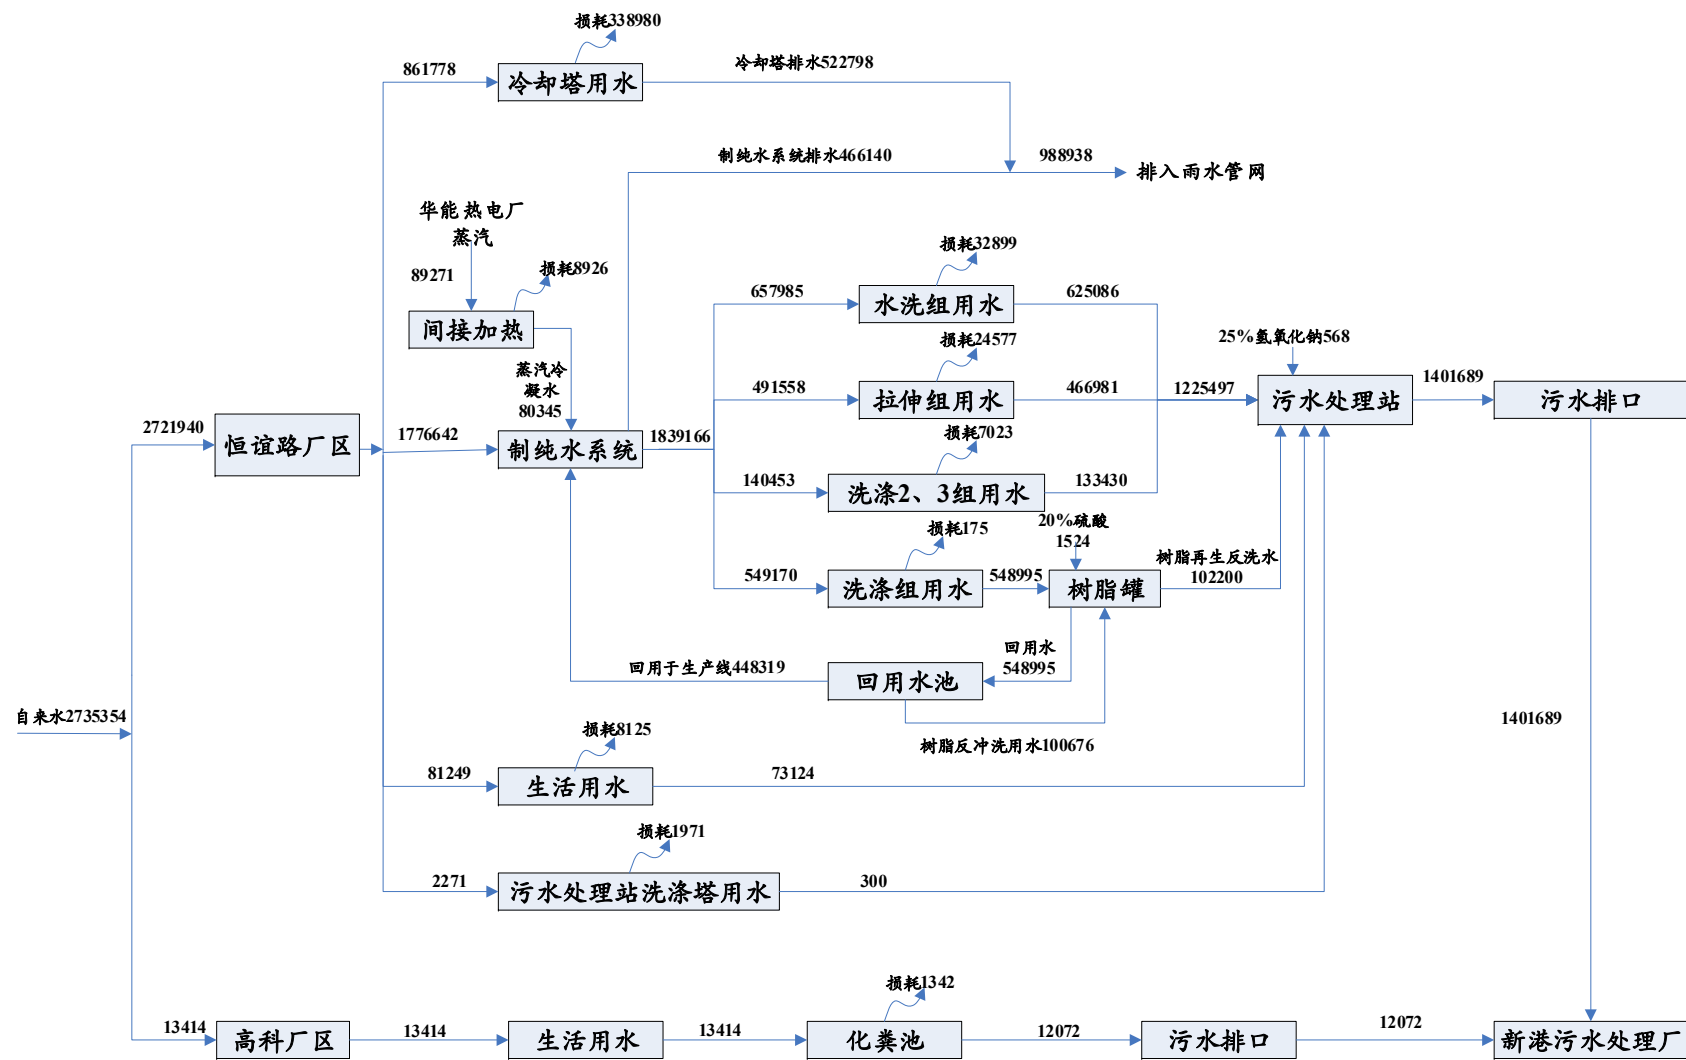 损耗338980
861778
冷却塔用水
冷却塔排水522798
制纯水系统排水466140
988938
排入雨水管网
华能热电厂
蒸汽
89271
损耗8926
间接加热
蒸汽冷
凝水
80345
损耗32899
657985
水洗组用水
625086
损耗24577
491558
拉伸组用水
466981
1225497
25%氢氧化钠568
污水处理站
1401689
污水排口
2721940
恒谊路厂区
1776642
制纯水系统
1839166
损耗7023
140453
洗涤2、3组用水
133430
损耗175
549170
洗涤组用水
548995
20%硫酸
1524
树脂罐
树脂再生反洗水
102200
回用于生产线448319
回用水池
回用水
548995
树脂反冲洗用水100676
自来水2735354
1401689
损耗8125
81249
生活用水
73124
损耗1971
2271
污水处理站洗涤塔用水
300
13414
高科厂区
13414
生活用水
13414
损耗1342
化粪池
12072
污水排口
12072
新港污水处理厂